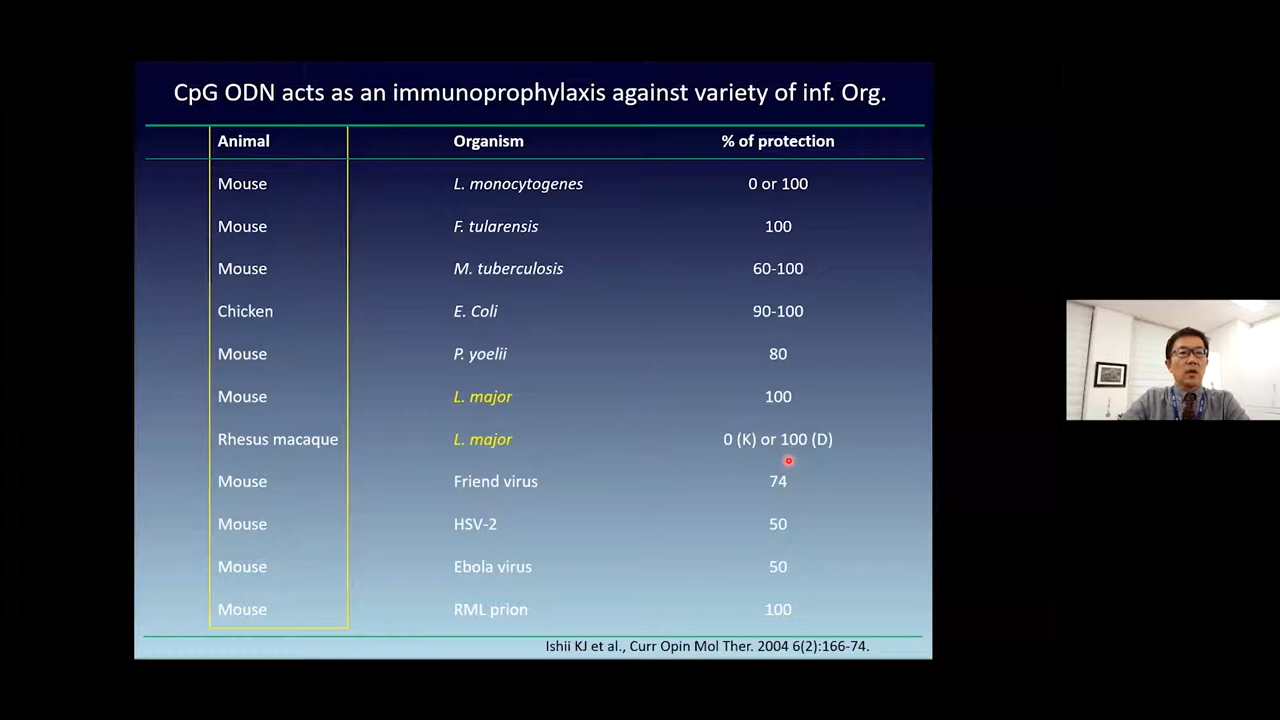 CpG ODN acts as an immunoprophylaxis against variety of inf. Org.
Animal Organism % of protection
Mouse L. monocytogenes 0 or 100
Mouse F. tularensis 100
Mouse M. tuberculosis 60-100
Chicken E. Coli 90-100
Mouse P. yoelii 80
Mouse L. major 100
Rhesus macaque L. major 0 (K) or 100 (D)
Mouse Friend virus 74
Mouse HSV-2 50
Mouse Ebola virus 50
Mouse RML prion 100
Ishii KJ et al., Curr Opin Mol Ther. 2004 6(2):166-74.